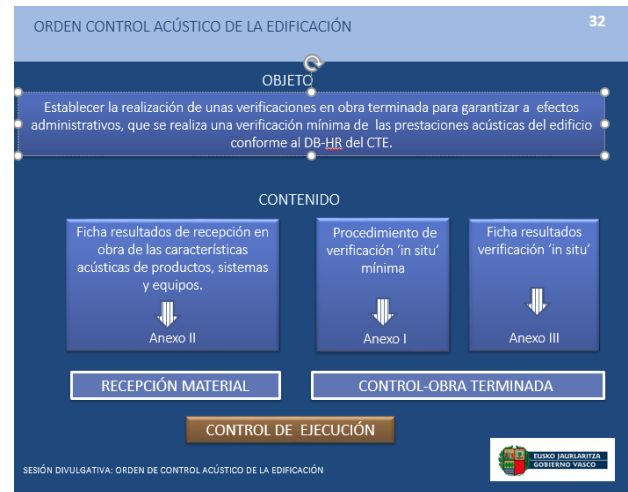 ORDEN CONTROL ACÚSTICO DE LA EDIFICACIÓN
32
OBJETO
Establecer la realización de unas verificaciones en obra terminada para garantizar a efectos
administrativos, que se realiza una verificación mínima de las prestaciones acústicas del edificio
conforme al DB-HR del CTE.
CONTENIDO
Ficha resultados de recepción en
obra de las características
acústicas de productos, sistemas
y equipos.
Anexo II
Procedimiento de
verificación 'in situ'
mínima
Anexo I
Ficha resultados
verificación 'in situ'
Anexo III
RECEPCIÓN MATERIAL
CONTROL-OBRA TERMINADA
CONTROL DE EJECUCIÓN
SESIÓN DIVULGATIVA: ORDEN DE CONTROL ACÚSTICO DE LA EDIFICACIÓN
EUSKO JAURLARITZA
GOBIERNO VASCO